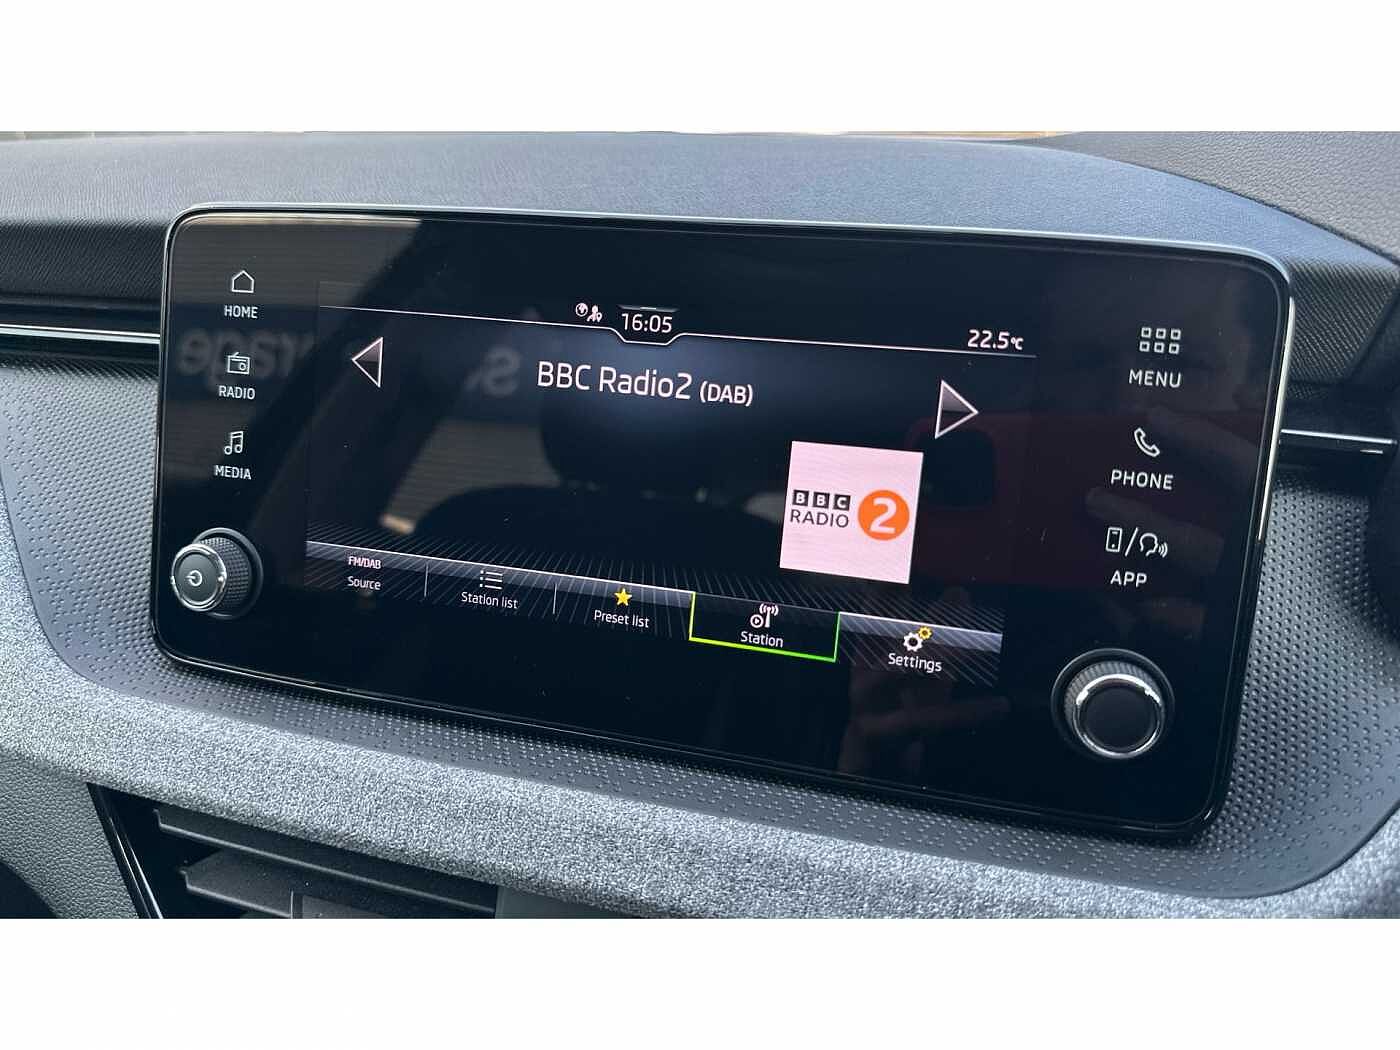 HOME
RADIO
MEDIA
16:05
22.5°C
BBC Radio2 (DAB)
BBC
RADIO 2
FM/DAB
Source
Station list
Preset list
Station
Settings
MENU
PHONE
APP